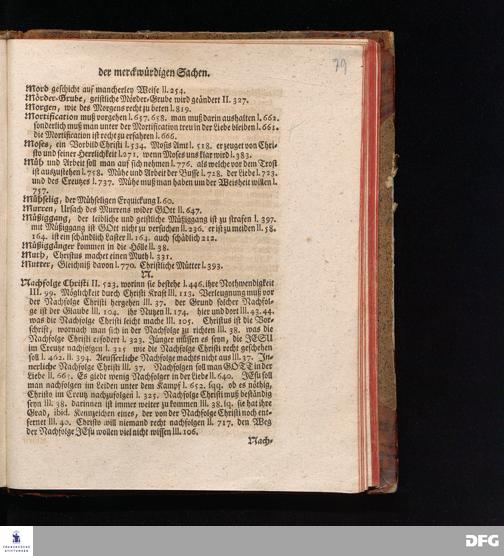 79
der merckwürdigen Sachen.
Mord geschicht auf mancherley Weise II. 254.
Mörder-Grube, geistliche Mörder-Grube wird geändert II. 327.
Morgen, wie des Morgens recht zu beten I. 819.
Mortification muß vorgehen I. 657. 658. man muß darin aushalten I. 662.
sonderlich muß man unter der Mortification treu in der Liebe bleiben I. 661.
die Mortification ist recht zu erfahren I. 666.
Moses, ein Vorbild Christi I. 534. Moses Amt I. 518. er zeuget von Chri-
sto und seiner Herrlichkeit I. 271. wenn Moses uns klar wird I. 383.
Müh und Arbeit soll man auf sich nehmen I. 776. als welche vor dem Trost
ist auszustehen I. 758. Mühe und Arbeit der Busse I. 728. der Liebe I. 723.
und des Creutzes I. 737. Mühe muß man haben um der Weisheit willen I.
757.
Mühselig, der Mühseligen Erquickung I. 60.
Murren, Ursach des Murrens wider GOtt II. 647.
Müßiggang, der leibliche und geistliche Müßiggang ist zu strafen I. 397.
mit Müßiggang ist GOtt nicht zu versuchen II. 236. er ist zu meiden II. 58.
164. ist ein schändlich Laster II. 164. auch schädlich 212.
Müßiggänger kommen in die Hölle II. 38.
Muth, Christus machet einen Muth I. 331.
Mutter, Gleichniß davon I. 770. Christliche Mütter I. 393.
N.
Nachfolge Christi II. 523. worinn sie bestehe I. 446. ihre Nothwendigkeit
III. 99. Möglichkeit durch Christi Kraft III. 113. Verleugnung muß vor
der Nachfolge Christi hergehen III. 37. der Grund solcher Nachfol-
ge ist der Glaube III. 104. ihr Nutzen II. 174. hier und dort III. 43. 44.
was die Nachfolge Christi leicht mache III. 105. Christus ist die Vor-
schrift, wornach man sich in der Nachfolge zu richten III. 38. was die
Nachfolge Christi erfodert I. 323. Jünger müssen es seyn, die JESU
im Creutze nachfolgen I. 325 wie die Nachfolge Christi recht geschehen
soll I. 462. II. 394. Aeusserliche Nachfolge machts nicht aus III. 37. In-
nerliche Nachfolge Christi III. 37. Nachfolgen soll man GOTT in der
Liebe II. 661. Es giebt wenig Nachfolger in der Liebe II. 640. JEsu soll
man nachfolgen im Leiden unter dem Kampf I. 652. sqq. ob es nöthig,
Christo im Creutz nachzufolgen I. 325. Nachfolge Christi muß beständig
seyn III. 38. darinnen ist immer weiter zu kommen III. 38. sq. sie hat ihre
Grad, ibid. Kennzeichen eines, der von der Nachfolge Christi noch ent-
fernet III. 40. Christo will niemand recht nachfolgen II. 717. den Weg
der Nachfolge JEsu wollen viel nicht wissen III. 106.
Nach-
FRANCKESCHE
STIFTUNGEN
DFG